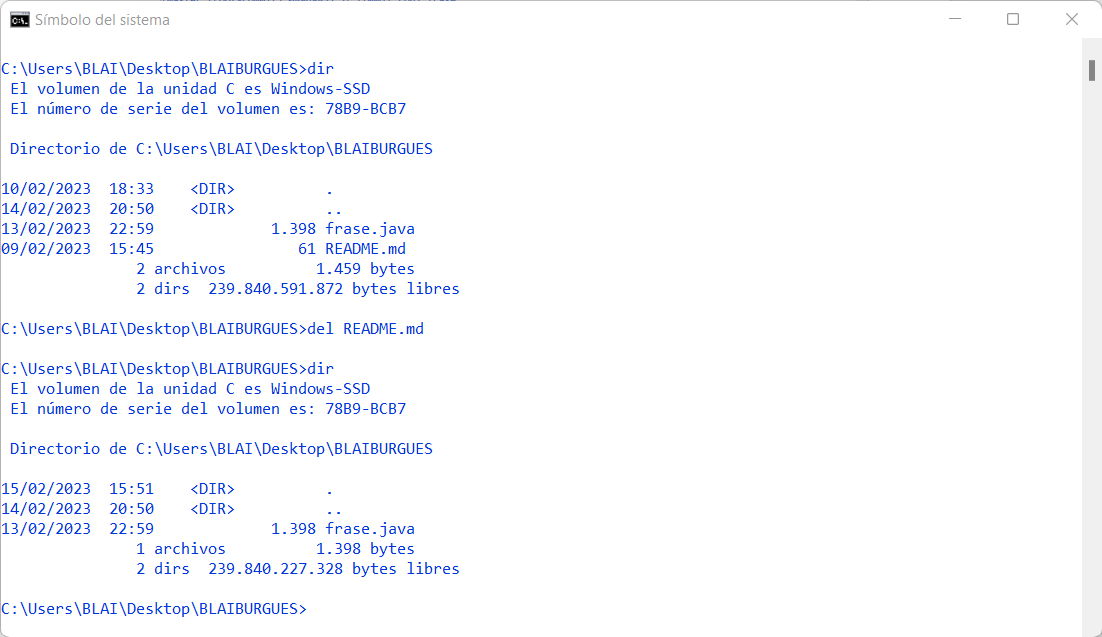 Símbolo del sistema
C:\Users\BLAI\Desktop\BLAIBURGUES>dir
El volumen de la unidad C es Windows-SSD
El número de serie del volumen es: 78B9-BCB7
Directorio de C:\Users\BLAI\Desktop\BLAIBURGUES
10/02/2023  18:33    <DIR>          .
14/02/2023  20:50    <DIR>          ..
13/02/2023  22:59             1.398 frase.java
09/02/2023  15:45                61 README.md
2 archivos          1.459 bytes
2 dirs  239.840.591.872 bytes libres
C:\Users\BLAI\Desktop\BLAIBURGUES>del README.md
C:\Users\BLAI\Desktop\BLAIBURGUES>dir
El volumen de la unidad C es Windows-SSD
El número de serie del volumen es: 78B9-BCB7
Directorio de C:\Users\BLAI\Desktop\BLAIBURGUES
15/02/2023  15:51    <DIR>          .
14/02/2023  20:50    <DIR>          ..
13/02/2023  22:59             1.398 frase.java
1 archivos          1.398 bytes
2 dirs  239.840.227.328 bytes libres
C:\Users\BLAI\Desktop\BLAIBURGUES>